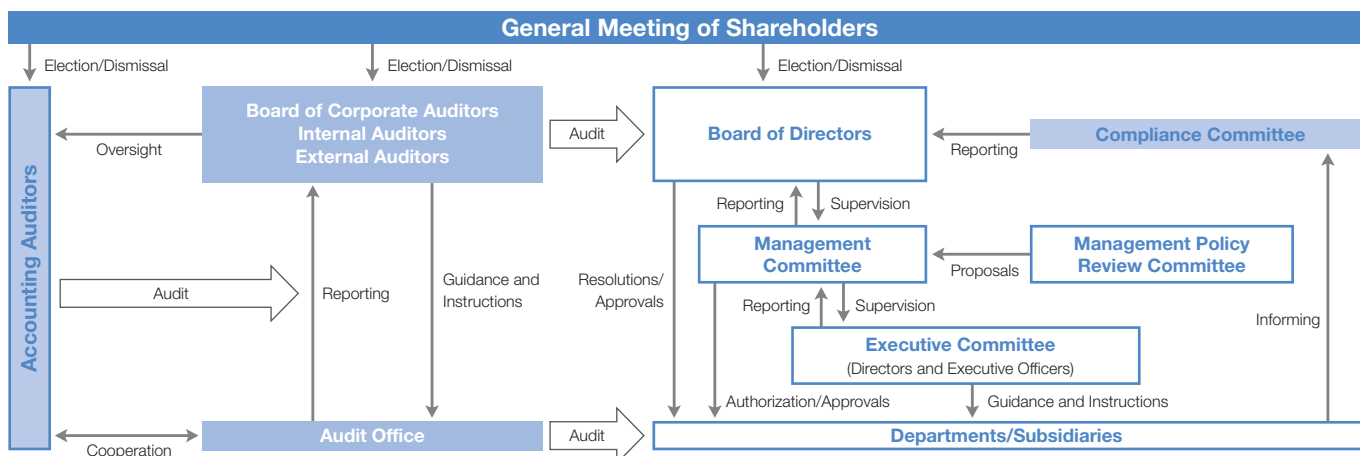 General Meeting of Shareholders
Election/Dismissal
Election/Dismissal
Election/Dismissal
Accounting Auditors
Board of Corporate Auditors
Internal Auditors
External Auditors
Oversight
Audit
Board of Directors
Reporting
Compliance Committee
Reporting
Supervision
Management
Committee
Proposals
Management Policy
Review Committee
Audit
Reporting
Guidance and
Instructions
Resolutions/
Approvals
Reporting
Supervision
Informing
Executive Committee
(Directors and Executive Officers)
Authorization/Approvals
Guidance and Instructions
Cooperation
Audit Office
Audit
Departments/Subsidiaries